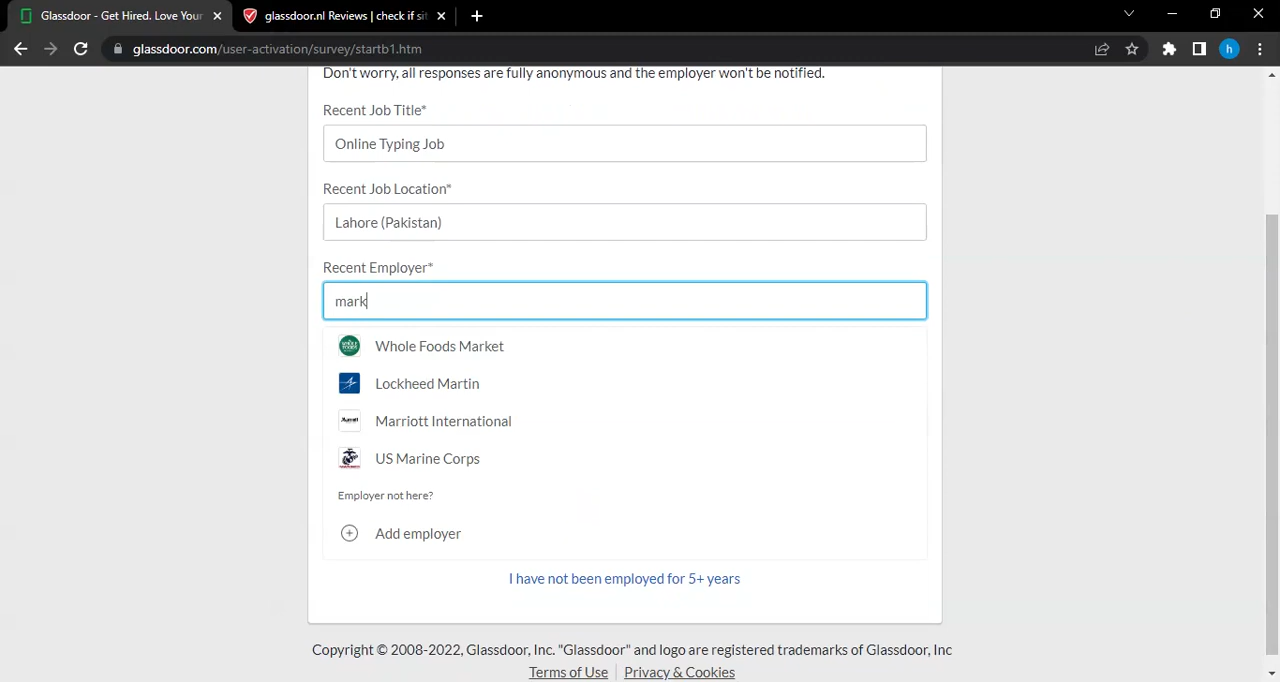 Glassdoor - Get Hired. Love Your
glassdoor.nl Reviews | check if sit
glassdoor.com/user-activation/survey/startb1.htm
h
Don't worry, all responses are fully anonymous and the employer won't be notified.
Recent Job Title*
Online Typing Job
Recent Job Location*
Lahore (Pakistan)
Recent Employer*
mark
Whole Foods Market
Lockheed Martin
Marriott International
US Marine Corps
Employer not here?
Add employer
I have not been employed for 5+ years
Copyright © 2008-2022, Glassdoor, Inc. "Glassdoor" and logo are registered trademarks of Glassdoor, Inc
Terms of Use | Privacy & Cookies